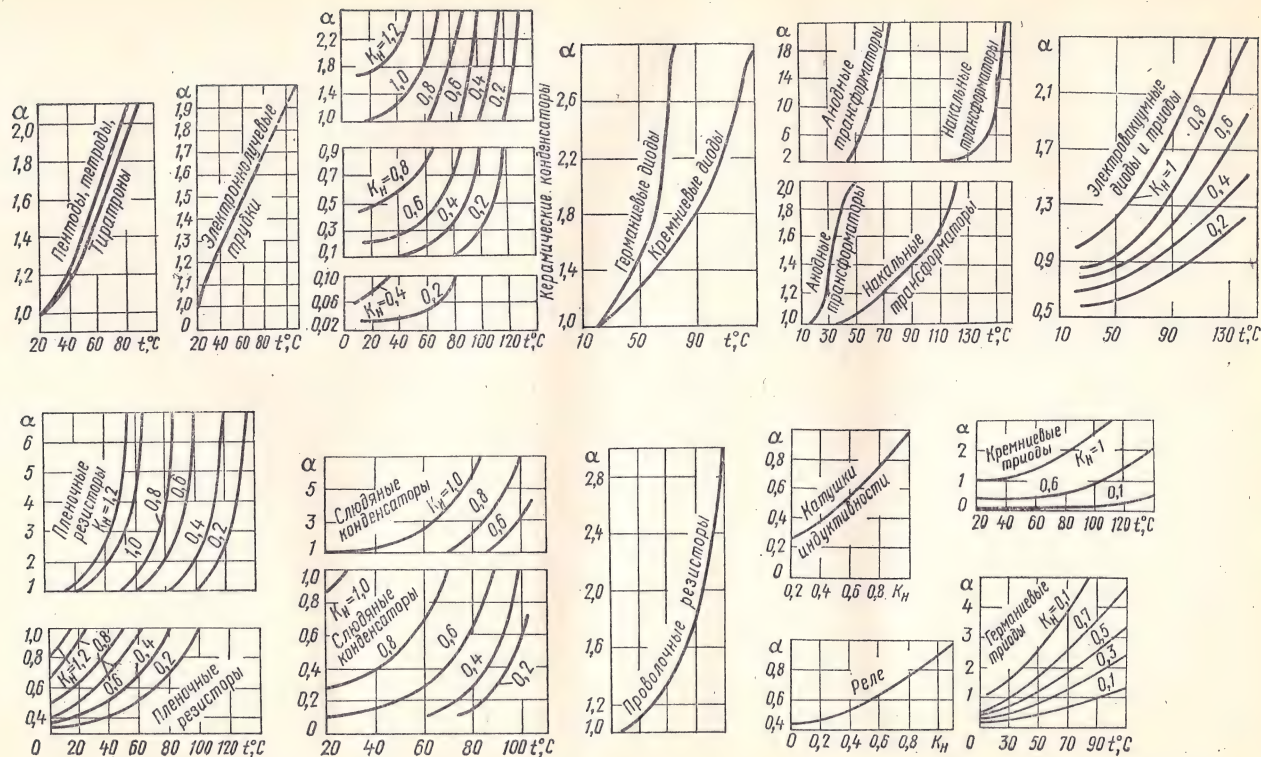 α
2,0
1,8
1,6
1,4
1,2
1,0
20 40 60 80 t,°C
Пентоды, тетроды,
Тиратроны
α
1,9
1,8
1,7
1,6
1,5
1,4
1,3
1,2
1,1
1,0
0
20 40 60 80 t,°C
Электроннолучевые
трубки
α
2,2
1,8
1,4
1,0
Kн=1,2
1,0
0,8
0,6
0,4
0,2
0,9
0,7
0,5
0,3
0,1
Kн=0,8
0,6
0,4
0,2
0,10
0,06
0,02
Kн=0,4
0,2
0 20 40 60 80 100 120 t,°C
Керамические конденсаторы
α
2,6
2,2
1,8
1,4
1,0
10 50 90 t,°C
Германиевые диоды
Кремниевые диоды
α
18
14
10
6
2
Анодные
трансформаторы
Накальные
трансформаторы
2,0
1,8
1,6
1,4
1,2
1,0
Анодные
трансформаторы
Накальные
трансформаторы
10 30 50 70 90 110 130 t,°C
α
2,1
1,7
1,3
0,9
0,5
Электровакуумные
диоды и триоды
Kн=1
0,8
0,6
0,4
0,2
10 50 90 130 t,°C
α
6
5
4
3
2
1
Пленочные
резисторы
Kн=1,2
1,0
0,8
0,6
0,4
0,2
1,0
0,8
0,6
0,4
0
Kн=1,2
0,8
0,6
0,4
0,2
Пленочные
резисторы
0 40 80 120 t,°C
α
5
3
1
Слюдяные
конденсаторы
Kн=1,0
0,8
0,6
1,0
0,8
0,6
0,4
0,2
0
Kн=1,0
Слюдяные
конденсаторы
0,8
0,6
0,4
0,2
20 40 60 80 100 t,°C
α
2,8
2,4
2,0
1,6
1,2
1,0
Проволочные резисторы
20 60 100 t,°C
α
0,8
0,6
0,4
0,2
0
Катушки
индуктивности
0,2 0,4 0,6 0,8 Kн
α
0,8
0,6
0,4
Реле
0 0,2 0,4 0,6 0,8 Kн
α
2
1
0
Кремниевые
триоды
Kн=1
0,6
0,1
20 40 60 80 100 120 t,°C
α
4
3
2
1
Германиевые
триоды
Kн=0,1
0,7
0,5
0,3
0,1
0 30 50 70 90 t,°C